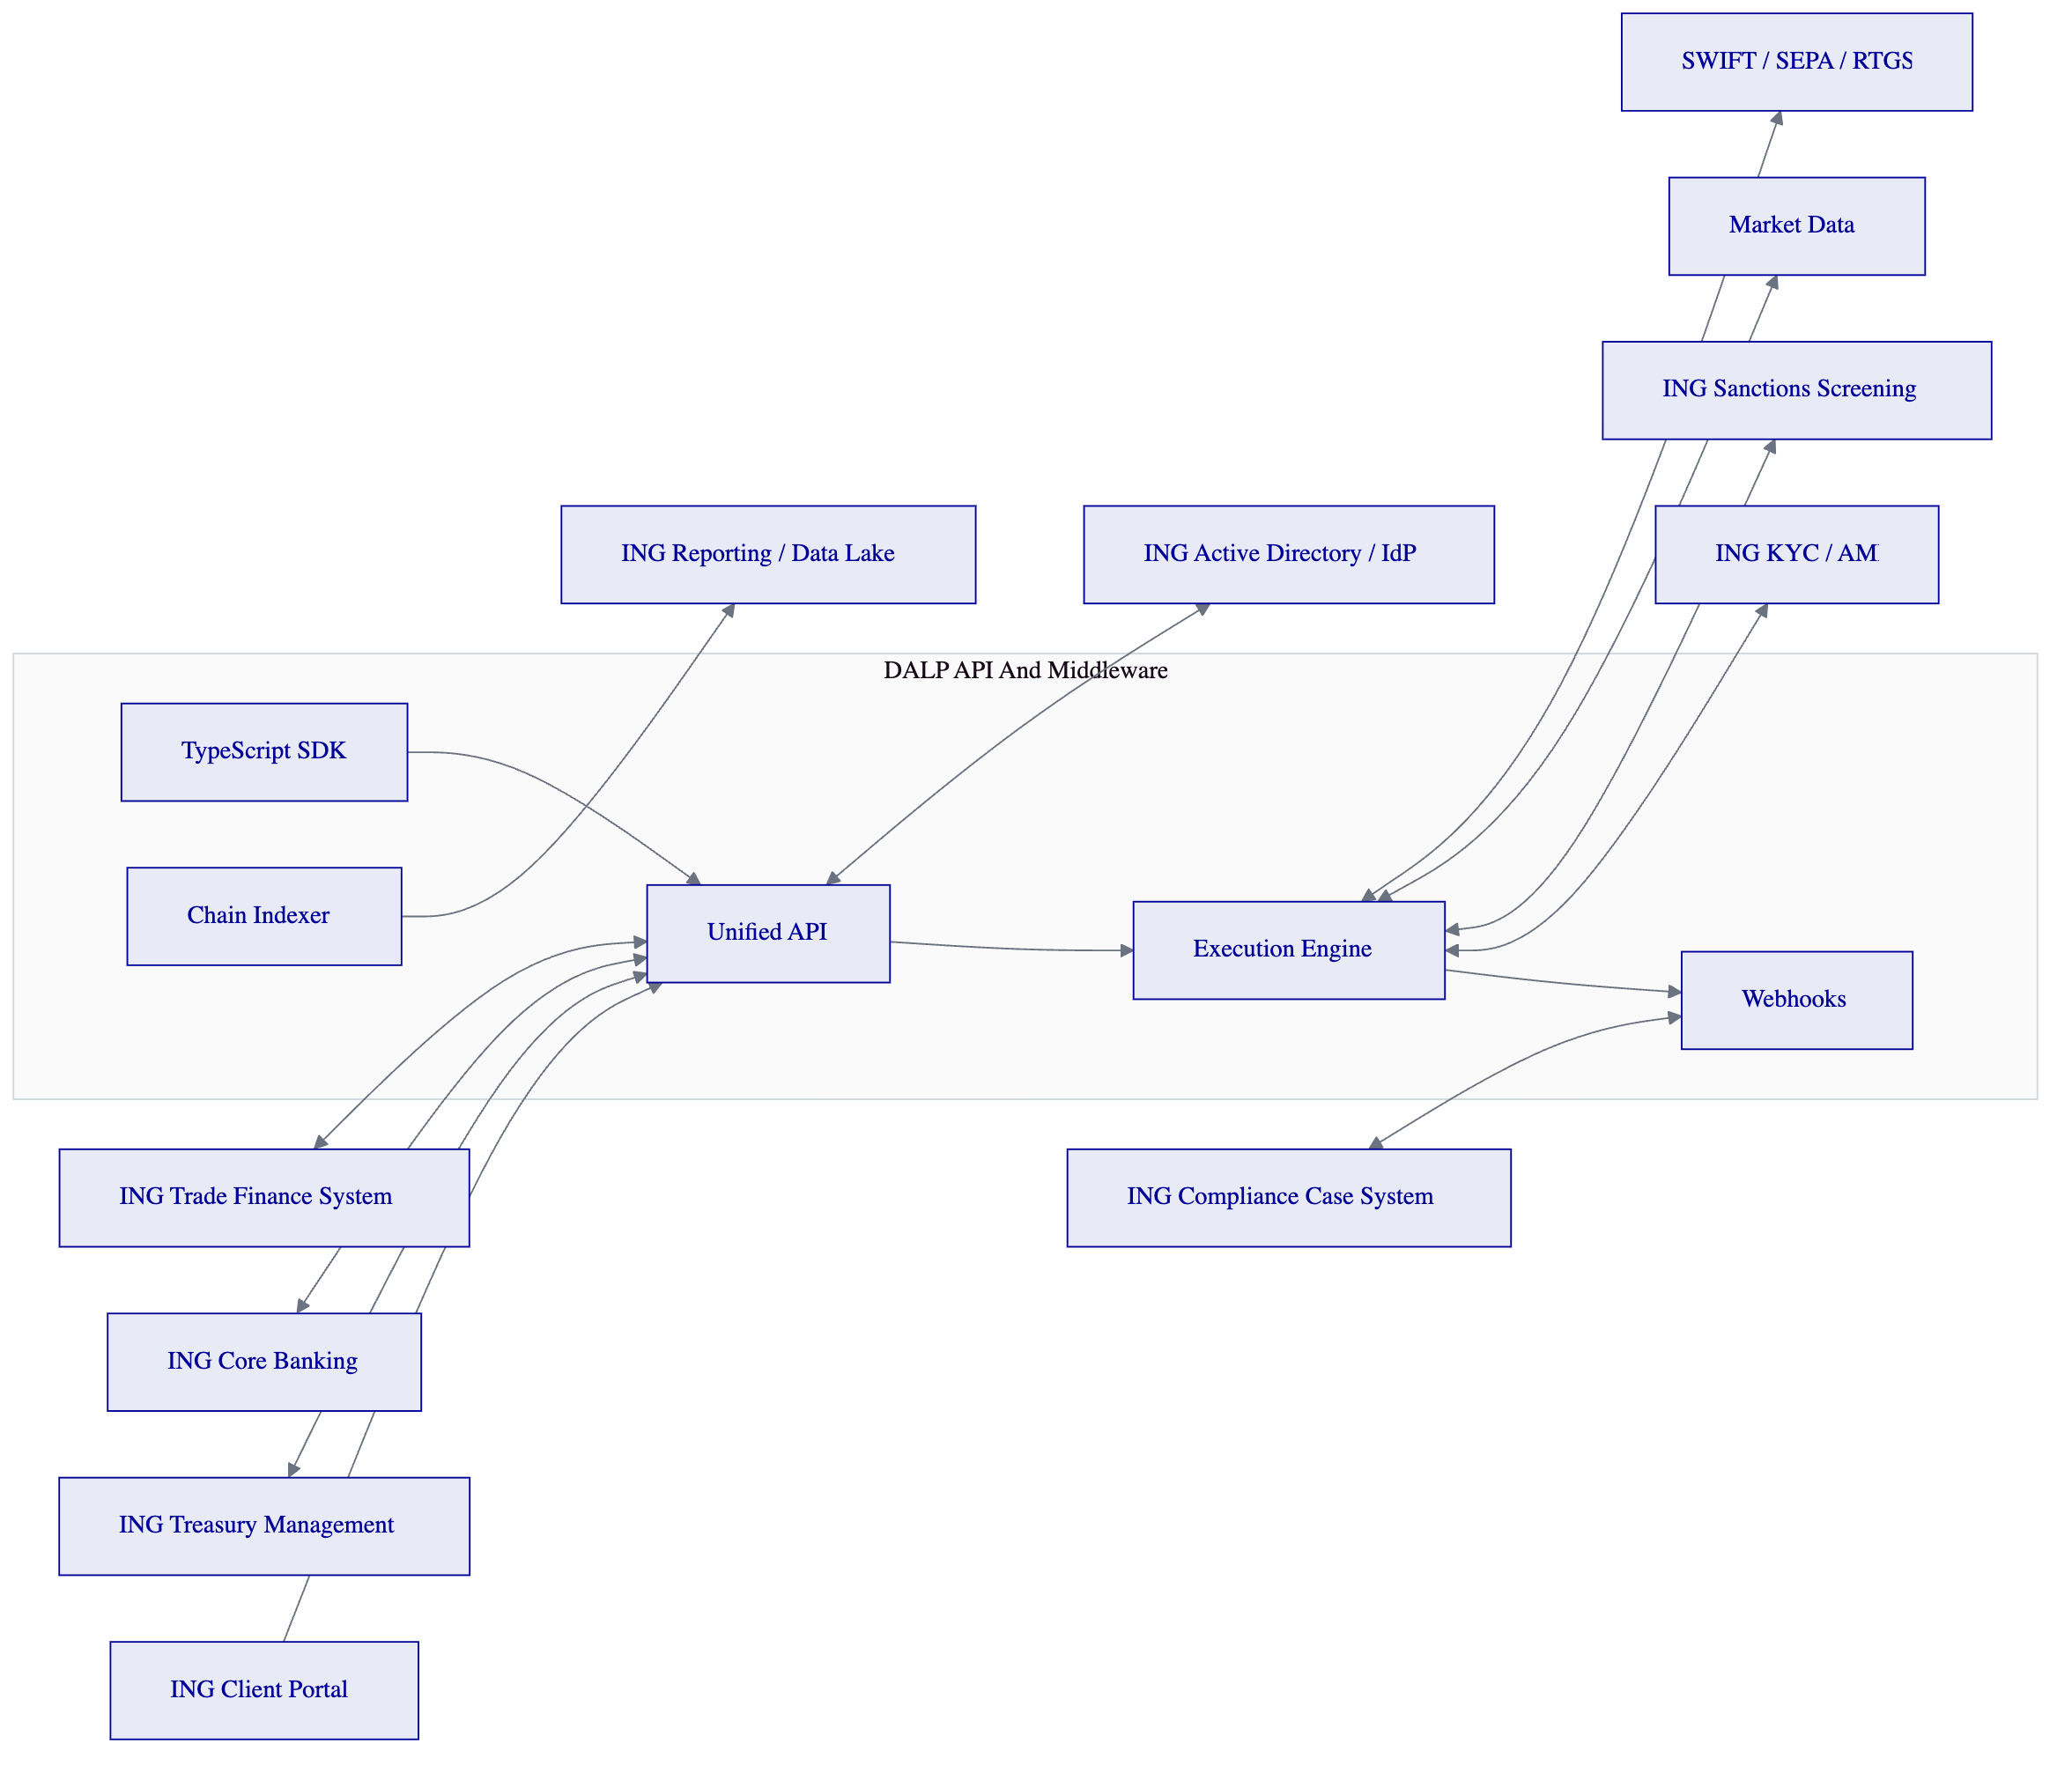 SWIFT / SEPA / RTGS
Market Data
ING Sanctions Screening
ING Reporting / Data Lake
ING Active Directory / IdP
ING KYC / AM
DALP API And Middleware
TypeScript SDK
Chain Indexer
Unified API
Execution Engine
Webhooks
ING Trade Finance System
ING Compliance Case System
ING Core Banking
ING Treasury Management
ING Client Portal